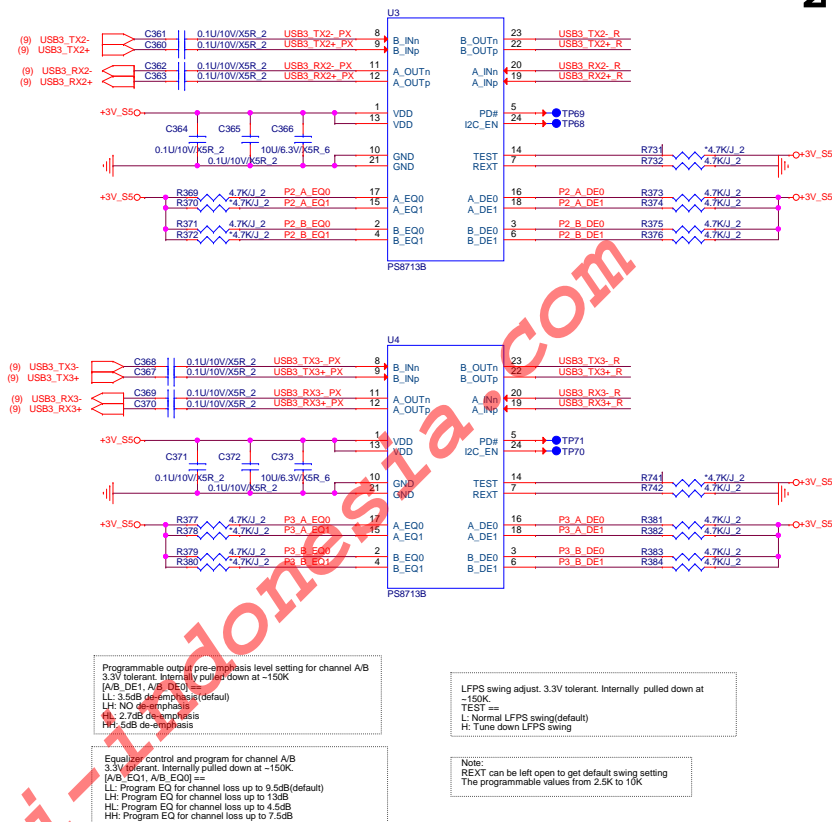 U3
(9) USB3_TX2- C361 0.1U/10V/X5R_2 USB3_TX2-_PX 8 B_INn B_OUTn 23 USB3_TX2-_R
(9) USB3_TX2+ C360 0.1U/10V/X5R_2 USB3_TX2+_PX 9 B_INp B_OUTp 22 USB3_TX2+_R
(9) USB3_RX2- C362 0.1U/10V/X5R_2 USB3_RX2-_PX 11 A_OUTn A_INn 20 USB3_RX2-_R
(9) USB3_RX2+ C363 0.1U/10V/X5R_2 USB3_RX2+_PX 12 A_OUTp A_INp 19 USB3_RX2+_R
+3V_S5 1 VDD PD# 5 TP69
13 VDD I2C_EN 24 TP68
C364 C365 C366
0.1U/10V/X5R_2 10U/6.3V/X5R_6
0.1U/10V/X5R_2
10 GND TEST 14 R731 *4.7K/J_2 +3V_S5
21 GND REXT 7 R732 *4.7K/J_2
+3V_S5 R369 4.7K/J_2 P2_A_EQ0 17 A_EQ0 A_DE0 16 P2_A_DE0 R373 4.7K/J_2 +3V_S5
R370 *4.7K/J_2 P2_A_EQ1 15 A_EQ1 A_DE1 18 P2_A_DE1 R374 4.7K/J_2
R371 4.7K/J_2 P2_B_EQ0 2 B_EQ0 B_DE0 3 P2_B_DE0 R375 4.7K/J_2
R372 *4.7K/J_2 P2_B_EQ1 4 B_EQ1 B_DE1 6 P2_B_DE1 R376 4.7K/J_2
PS8713B
U4
(9) USB3_TX3- C368 0.1U/10V/X5R_2 USB3_TX3-_PX 8 B_INn B_OUTn 23 USB3_TX3-_R
(9) USB3_TX3+ C367 0.1U/10V/X5R_2 USB3_TX3+_PX 9 B_INp B_OUTp 22 USB3_TX3+_R
(9) USB3_RX3- C369 0.1U/10V/X5R_2 USB3_RX3-_PX 11 A_OUTn A_INn 20 USB3_RX3-_R
(9) USB3_RX3+ C370 0.1U/10V/X5R_2 USB3_RX3+_PX 12 A_OUTp A_INp 19 USB3_RX3+_R
+3V_S5 1 VDD PD# 5 TP71
13 VDD I2C_EN 24 TP70
C371 C372 C373
0.1U/10V/X5R_2 10U/6.3V/X5R_6
0.1U/10V/X5R_2
10 GND TEST 14 R741 *4.7K/J_2 +3V_S5
21 GND REXT 7 R742 *4.7K/J_2
+3V_S5 R377 4.7K/J_2 P3_A_EQ0 17 A_EQ0 A_DE0 16 P3_A_DE0 R381 4.7K/J_2 +3V_S5
R378 *4.7K/J_2 P3_A_EQ1 15 A_EQ1 A_DE1 18 P3_A_DE1 R382 4.7K/J_2
R379 4.7K/J_2 P3_B_EQ0 2 B_EQ0 B_DE0 3 P3_B_DE0 R383 4.7K/J_2
R380 *4.7K/J_2 P3_B_EQ1 4 B_EQ1 B_DE1 6 P3_B_DE1 R384 4.7K/J_2
PS8713B
Programmable output pre-emphasis level setting for channel A/B
3.3V tolerant. Internally pulled down at ~150K
[A/B_DE1, A/B_DE0] ==
LL: 3.5dB de-emphasis(defaul)
LH: NO de-emphasis
HL: 2.7dB de-emphasis
HH: 5dB de-emphasis
LFPS swing adjust. 3.3V tolerant. Internally pulled down at
~150K.
TEST ==
L: Normal LFPS swing(default)
H: Tune down LFPS swing
Equalizer control and program for channel A/B
3.3V tolerant. Internally pulled down at ~150K.
[A/B_EQ1, A/B_EQ0] ==
LL: Program EQ for channel loss up to 9.5dB(default)
LH: Program EQ for channel loss up to 13dB
HL: Program EQ for channel loss up to 4.5dB
HH: Program EQ for channel loss up to 7.5dB
Note:
REXT can be left open to get default swing setting
The programmable values from 2.5K to 10K
i-indonesia.com